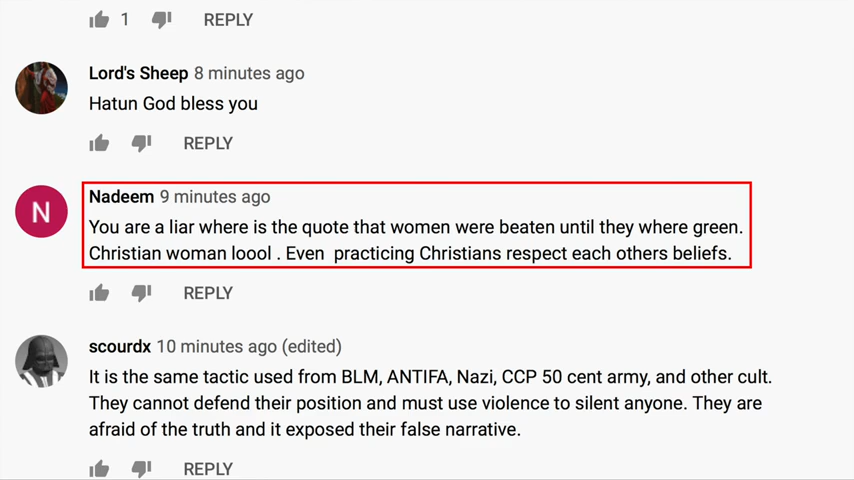 1 REPLY
Lord's Sheep 8 minutes ago
Hatun God bless you
REPLY
N
Nadeem 9 minutes ago
You are a liar where is the quote that women were beaten until they where green.
Christian woman loool . Even practicing Christians respect each others beliefs.
REPLY
scourdx 10 minutes ago (edited)
It is the same tactic used from BLM, ANTIFA, Nazi, CCP 50 cent army, and other cult.
They cannot defend their position and must use violence to silent anyone. They are
afraid of the truth and it exposed their false narrative.
REPLY